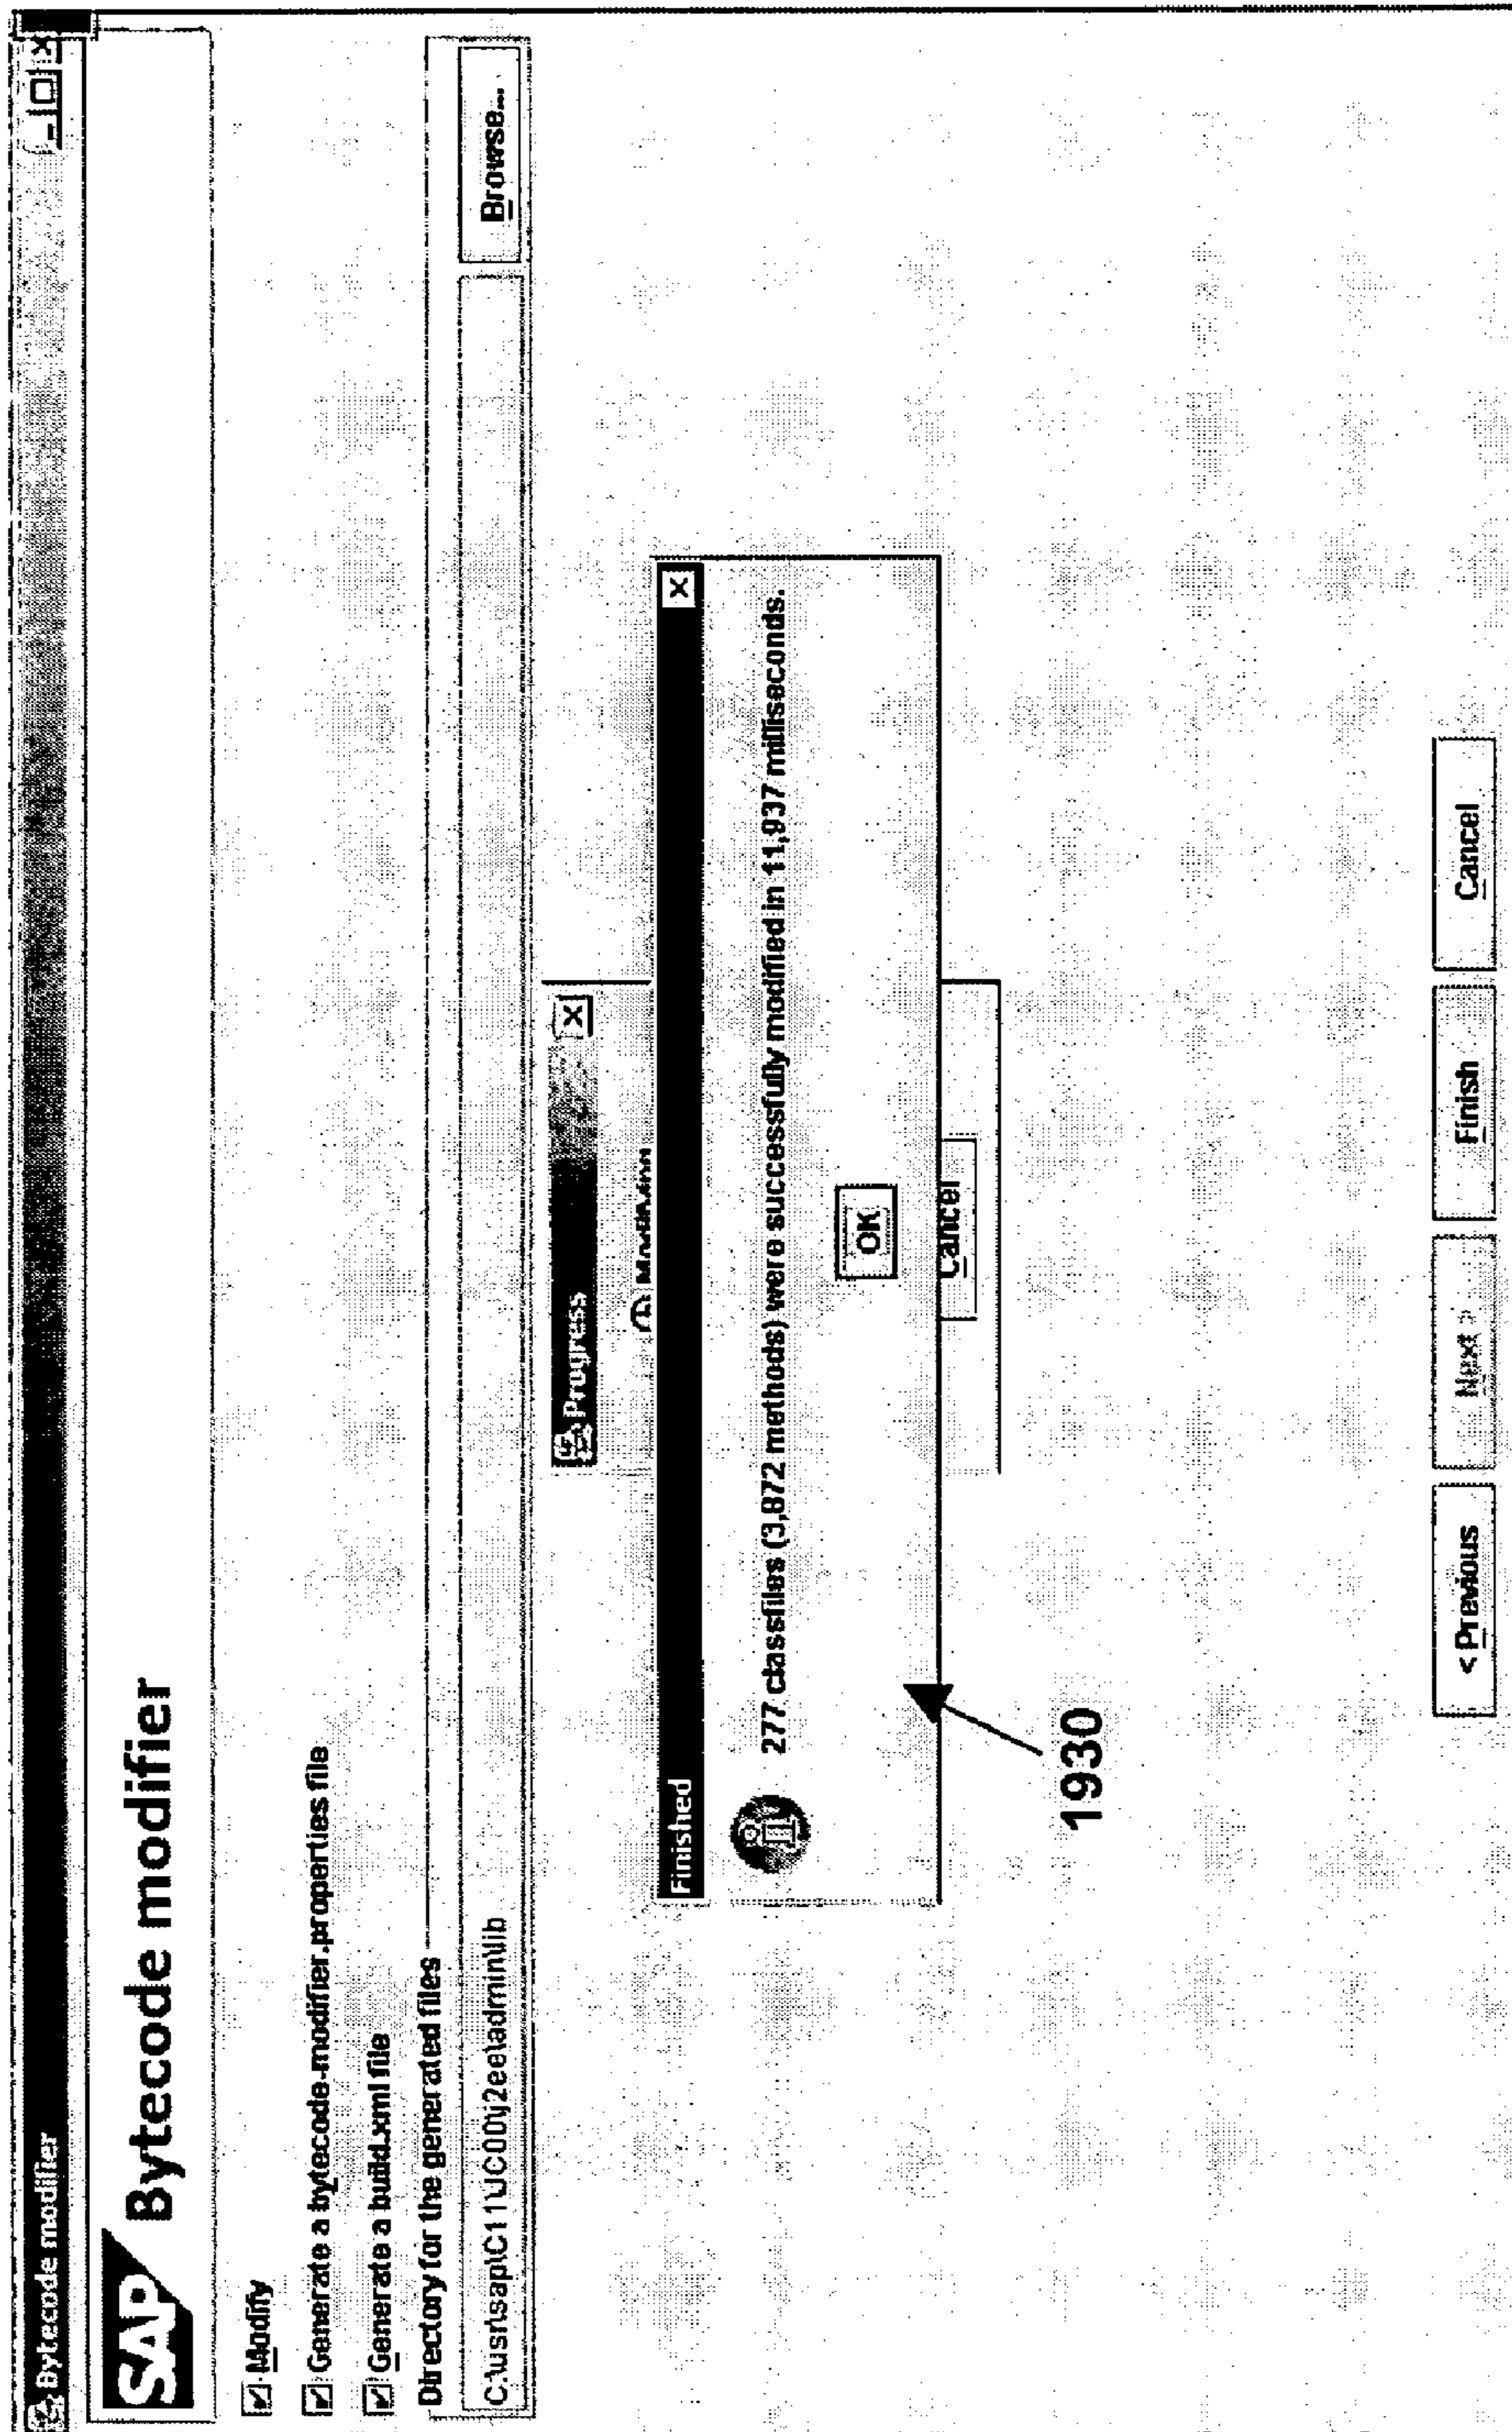 Bytecode modifier
SAP Bytecode modifier
Modify
Generate a bytecode-modifier.properties file
Generate a build.xml file
Directory for the generated files
C:\usr\sap\C11\JC00\j2ee\admin\lib
Browse...
Progress
Finished
277 classfiles (3,872 methods) were successfully modified in 11,937 milliseconds.
OK
Cancel
1930
< Previous
Next >
Finish
Cancel